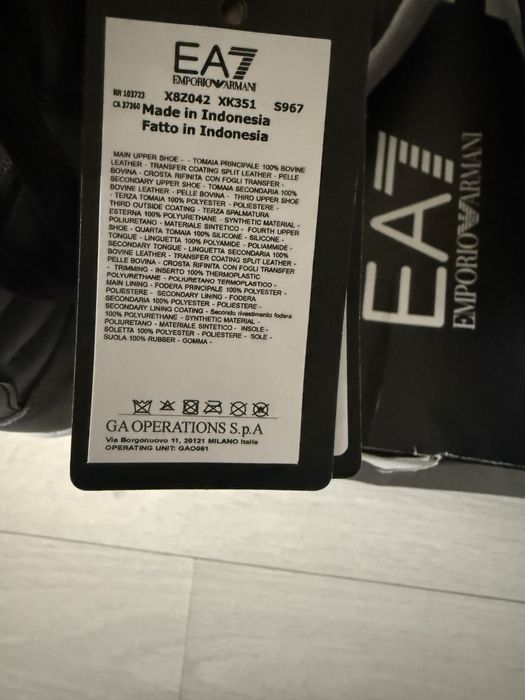 EA7
EMPORIO ARMANI
RN 103723 X8Z042 XK351 S967
CA 37360 Made in Indonesia
Fatto in Indonesia
MAIN UPPER SHOE - - TOMAIA PRINCIPALE 100% BOVINE
LEATHER - TRANSFER COATING SPLIT LEATHER - PELLE
BOVINA - CROSTA RIFINITA CON FOGLI TRANSFER -
SECONDARY UPPER SHOE - TOMAIA SECONDARIA 100%
BOVINE LEATHER - PELLE BOVINA - THIRD UPPER SHOE
- TERZA TOMAIA 100% POLYESTER - POLIESTERE -
THIRD OUTSIDE COATING - TERZA SPALMATURA
ESTERNA 100% POLYURETHANE - SYNTHETIC MATERIAL -
POLIURETANO - MATERIALE SINTETICO - FOURTH UPPER
SHOE - QUARTA TOMAIA 100% SILICONE - SILICONE -
TONGUE - LINGUETTA 100% POLYAMIDE - POLIAMMIDE -
SECONDARY TONGUE - LINGUETTA SECONDARIA 100%
BOVINE LEATHER - TRANSFER COATING SPLIT LEATHER -
PELLE BOVINA - CROSTA RIFINITA CON FOGLI TRANSFER
- TRIMMING - INSERTO 100% THERMOPLASTIC
POLYURETHANE - POLIURETANO TERMOPLASTICO -
MAIN LINING - FODERA PRINCIPALE 100% POLYESTER -
POLIESTERE - SECONDARY LINING - FODERA
SECONDARIA 100% POLYESTER - POLIESTERE -
SECONDARY LINING COATING - Secondo rivestimento fodera
100% POLYURETHANE - SYNTHETIC MATERIAL -
POLIURETANO - MATERIALE SINTETICO - INSOLE -
SOLETTA 100% POLYESTER - POLIESTERE - SOLE -
SUOLA 100% RUBBER - GOMMA -
GA OPERATIONS S.p.A
Via Borgonuovo 11, 20121 MILANO Italia
OPERATING UNIT: GAO081
EA7
EMPORIO ARMANI